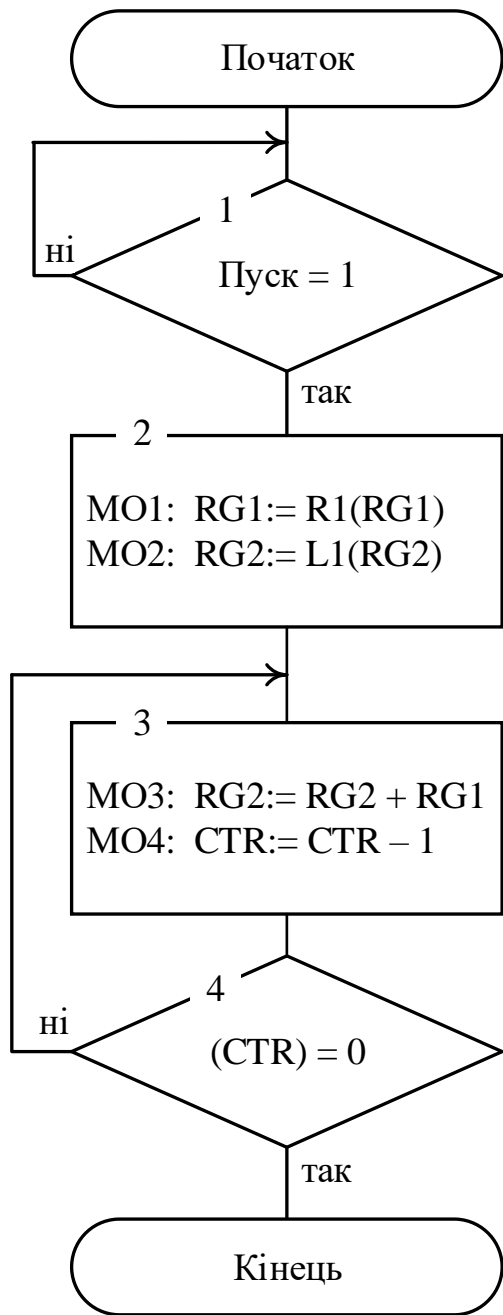 Початок
1
ні
Пуск = 1
так
2
МО1: RG1:= R1(RG1)
МО2: RG2:= L1(RG2)
3
МО3: RG2:= RG2 + RG1
МО4: CTR:= CTR – 1
4
ні
(CTR) = 0
так
Кінець